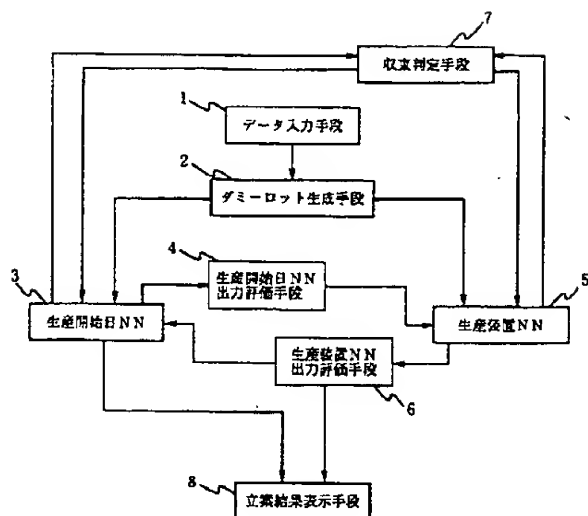 7
収束判定手段
1
データ入力手段
2
ダミーロット生成手段
4
生産開始日NN
出力評価手段
3
生産開始日NN
5
生産装置NN
生産装置NN
出力評価手段
6
8
立案結果表示手段